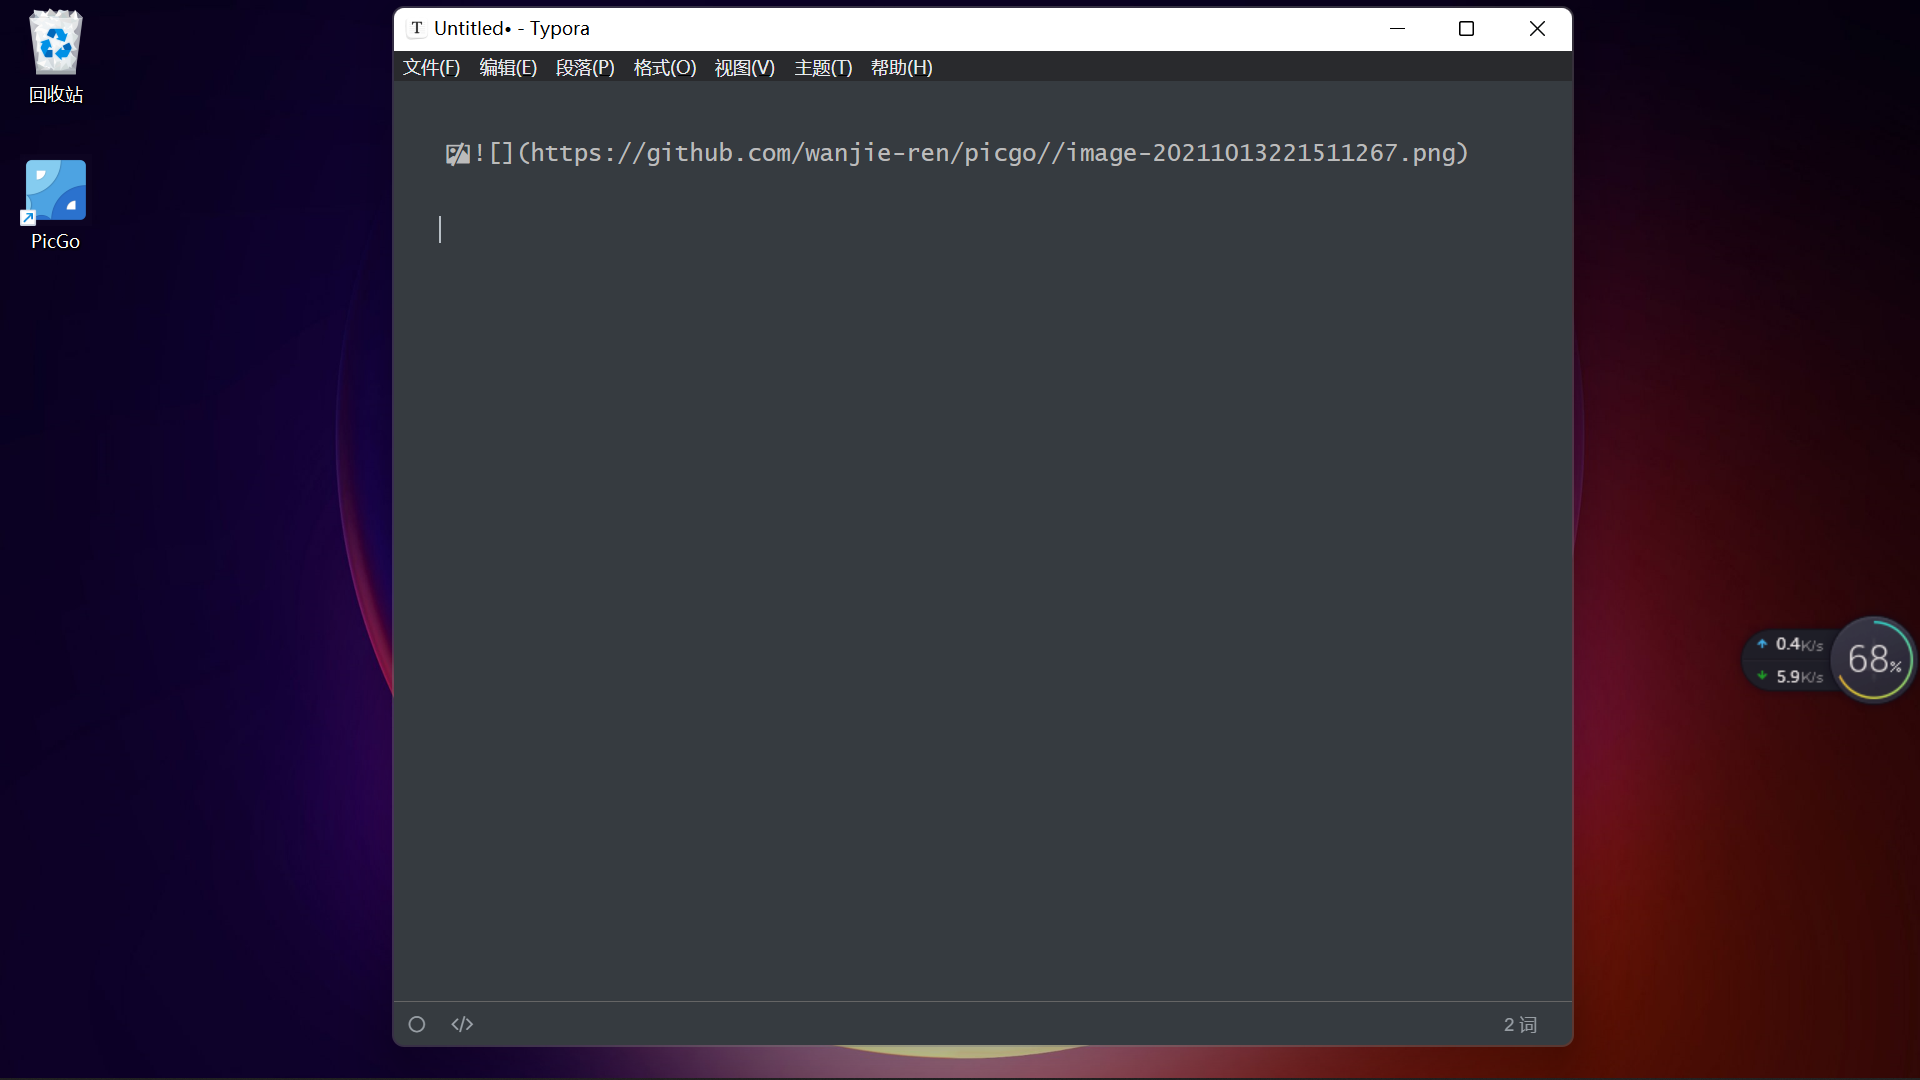 回收站
PicGo
T Untitled• - Typora
文件(F) 编辑(E) 段落(P) 格式(O) 视图(V) 主题(T) 帮助(H)
![](https://github.com/wanjie-ren/picgo//image-20211013221511267.png)
0.4K/s
5.9K/s
68%
</> 2 词